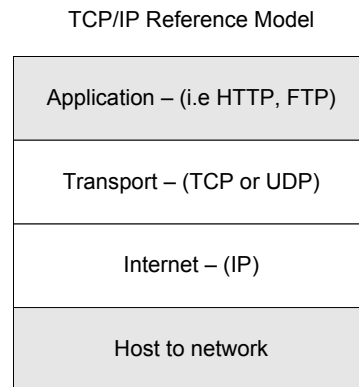 TCP/IP Reference Model
Application – (i.e HTTP, FTP)
Transport – (TCP or UDP)
Internet – (IP)
Host to network